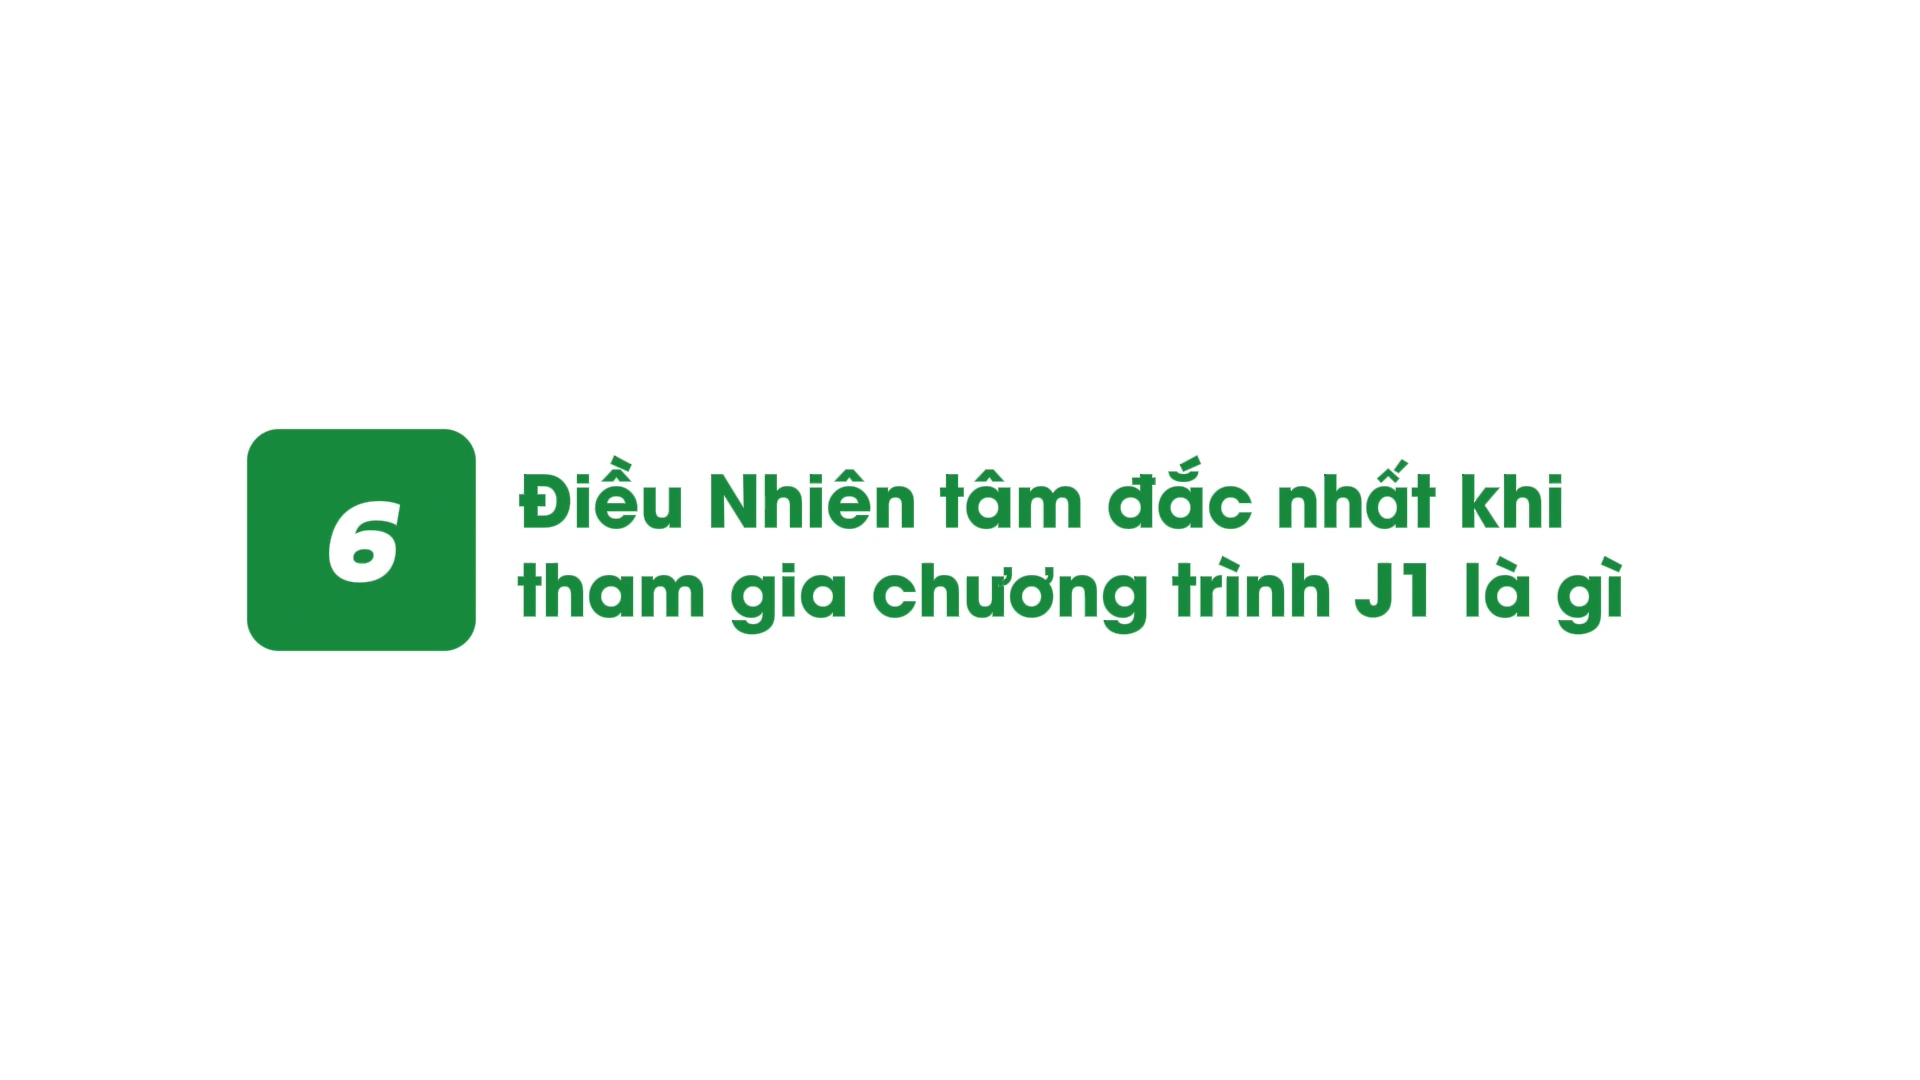 6
Điều Nhiên tâm đắc nhất khi
tham gia chương trình J1 là gì